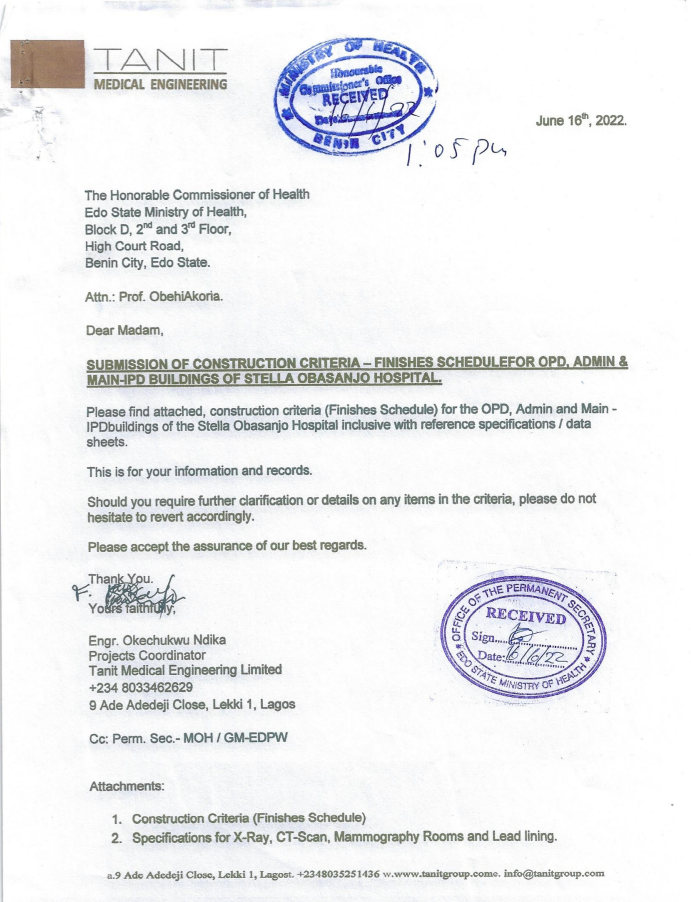 TANIT
MEDICAL ENGINEERING
MINISTRY OF HEALTH
Honourable
Commissioner's Office
RECEIVED
Date
BENIN CITY
1:05 pm
June 16th, 2022.
The Honorable Commissioner of Health
Edo State Ministry of Health,
Block D, 2nd and 3rd Floor,
High Court Road,
Benin City, Edo State.
Attn.: Prof. ObehiAkoria.
Dear Madam,
SUBMISSION OF CONSTRUCTION CRITERIA – FINISHES SCHEDULEFOR OPD, ADMIN &
MAIN-IPD BUILDINGS OF STELLA OBASANJO HOSPITAL.
Please find attached, construction criteria (Finishes Schedule) for the OPD, Admin and Main -
IPDbuildings of the Stella Obasanjo Hospital inclusive with reference specifications / data
sheets.
This is for your information and records.
Should you require further clarification or details on any items in the criteria, please do not
hesitate to revert accordingly.
Please accept the assurance of our best regards.
Thank You.
Yours faithfully,
OFFICE OF THE PERMANENT SECRETARY
RECEIVED
Sign
Date: 16/6/22
EDO STATE MINISTRY OF HEALTH
Engr. Okechukwu Ndika
Projects Coordinator
Tanit Medical Engineering Limited
+234 8033462629
9 Ade Adedeji Close, Lekki 1, Lagos
Cc: Perm. Sec.- MOH / GM-EDPW
Attachments:
1. Construction Criteria (Finishes Schedule)
2. Specifications for X-Ray, CT-Scan, Mammography Rooms and Lead lining.
a.9 Ade Adedeji Close, Lekki 1, Lagost. +2348035251436 w.www.tanitgroup.come. info@tanitgroup.com